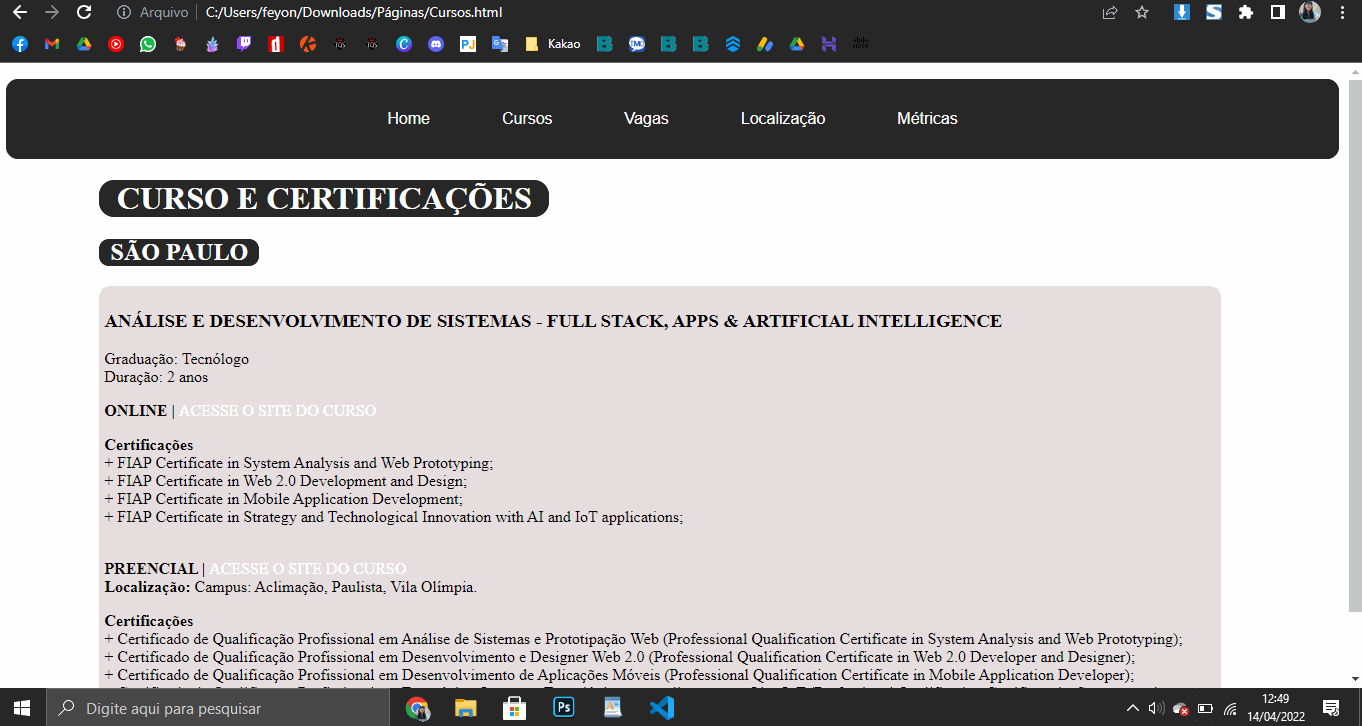 Arquivo | C:/Users/feyon/Downloads/Páginas/Cursos.html
Kakao
Home Cursos Vagas Localização Métricas
CURSO E CERTIFICAÇÕES
SÃO PAULO
ANÁLISE E DESENVOLVIMENTO DE SISTEMAS - FULL STACK, APPS & ARTIFICIAL INTELLIGENCE
Graduação: Tecnólogo
Duração: 2 anos
ONLINE | ACESSE O SITE DO CURSO
Certificações
+ FIAP Certificate in System Analysis and Web Prototyping;
+ FIAP Certificate in Web 2.0 Development and Design;
+ FIAP Certificate in Mobile Application Development;
+ FIAP Certificate in Strategy and Technological Innovation with AI and IoT applications;
PREENCIAL | ACESSE O SITE DO CURSO
Localização: Campus: Aclimação, Paulista, Vila Olímpia.
Certificações
+ Certificado de Qualificação Profissional em Análise de Sistemas e Prototipação Web (Professional Qualification Certificate in System Analysis and Web Prototyping);
+ Certificado de Qualificação Profissional em Desenvolvimento e Designer Web 2.0 (Professional Qualification Certificate in Web 2.0 Developer and Designer);
+ Certificado de Qualificação Profissional em Desenvolvimento de Aplicações Móveis (Professional Qualification Certificate in Mobile Application Developer);
Digite aqui para pesquisar
Ps
12:49
14/04/2022